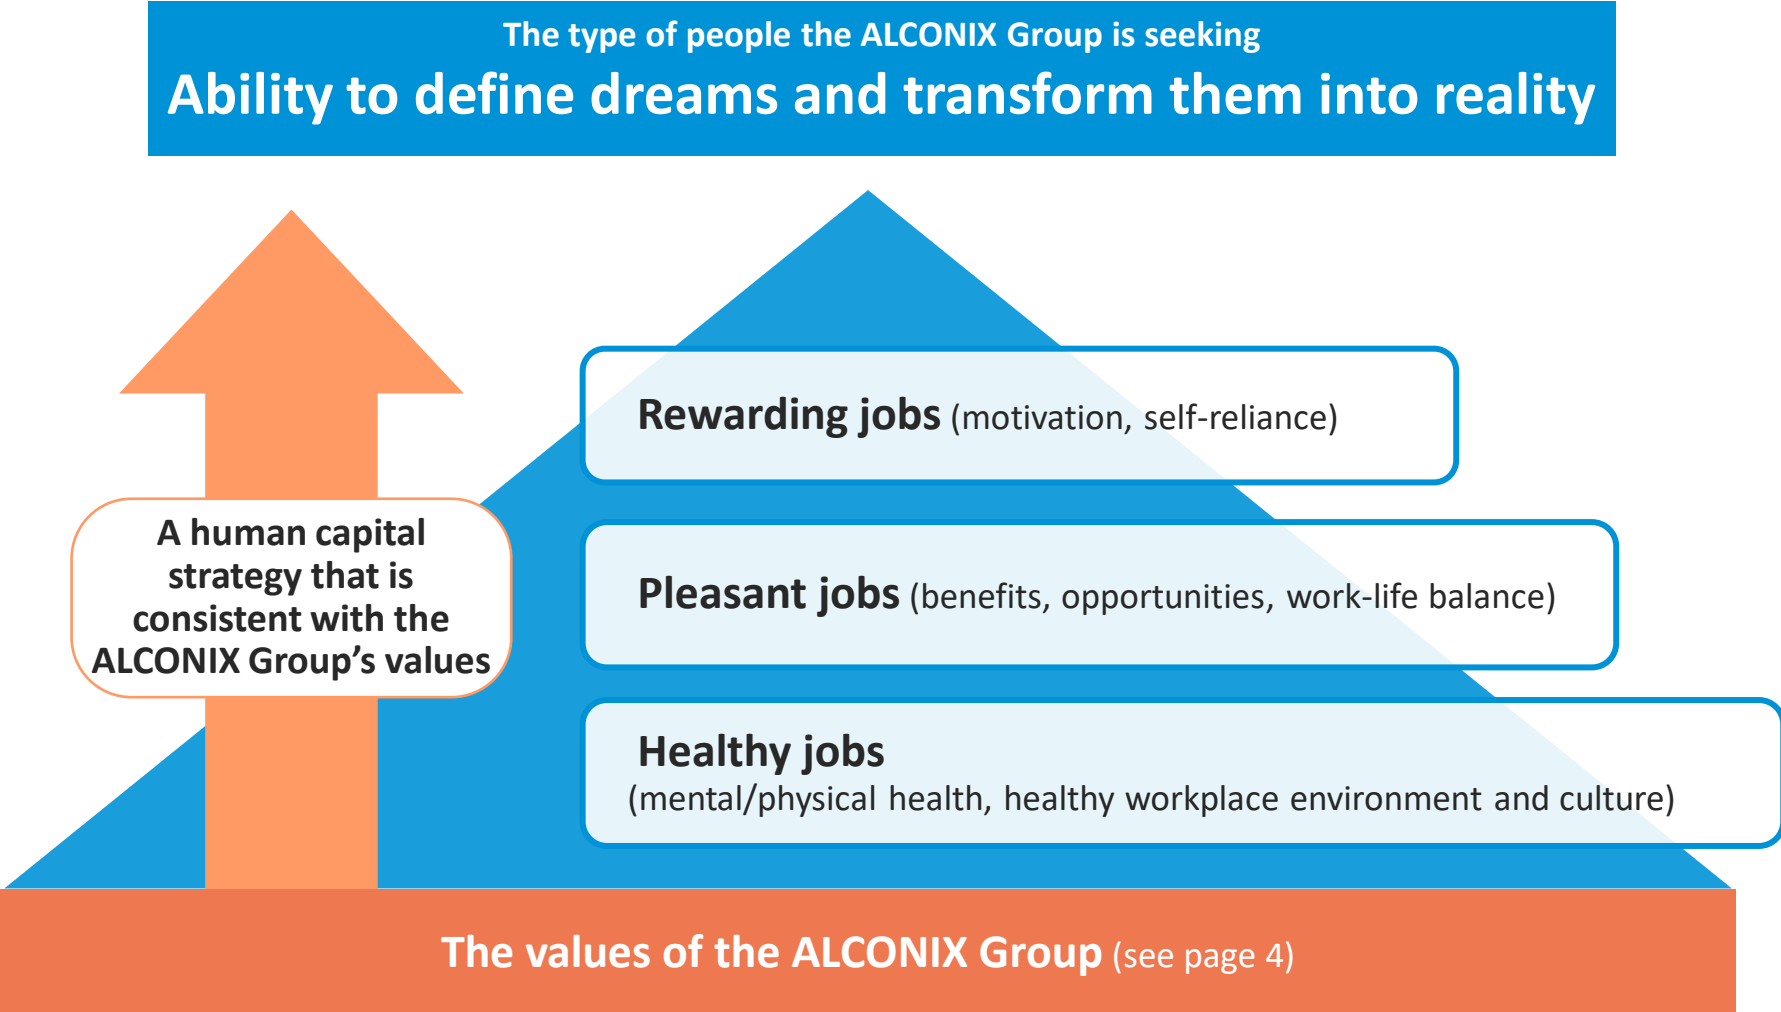 The type of people the ALCONIX Group is seeking
Ability to define dreams and transform them into reality
Rewarding jobs (motivation, self-reliance)
A human capital
strategy that is
consistent with the
ALCONIX Group’s values
Pleasant jobs (benefits, opportunities, work-life balance)
Healthy jobs
(mental/physical health, healthy workplace environment and culture)
The values of the ALCONIX Group (see page 4)